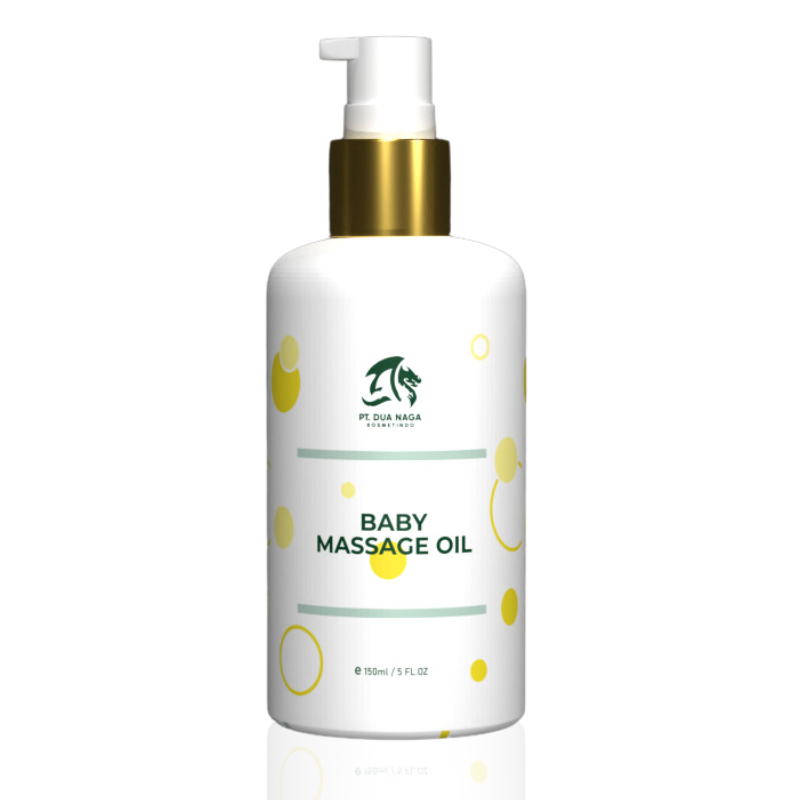 PT. DUA NAGA
KOSMETINDO
BABY
MASSAGE OIL
e 150ml / 5 FL.OZ